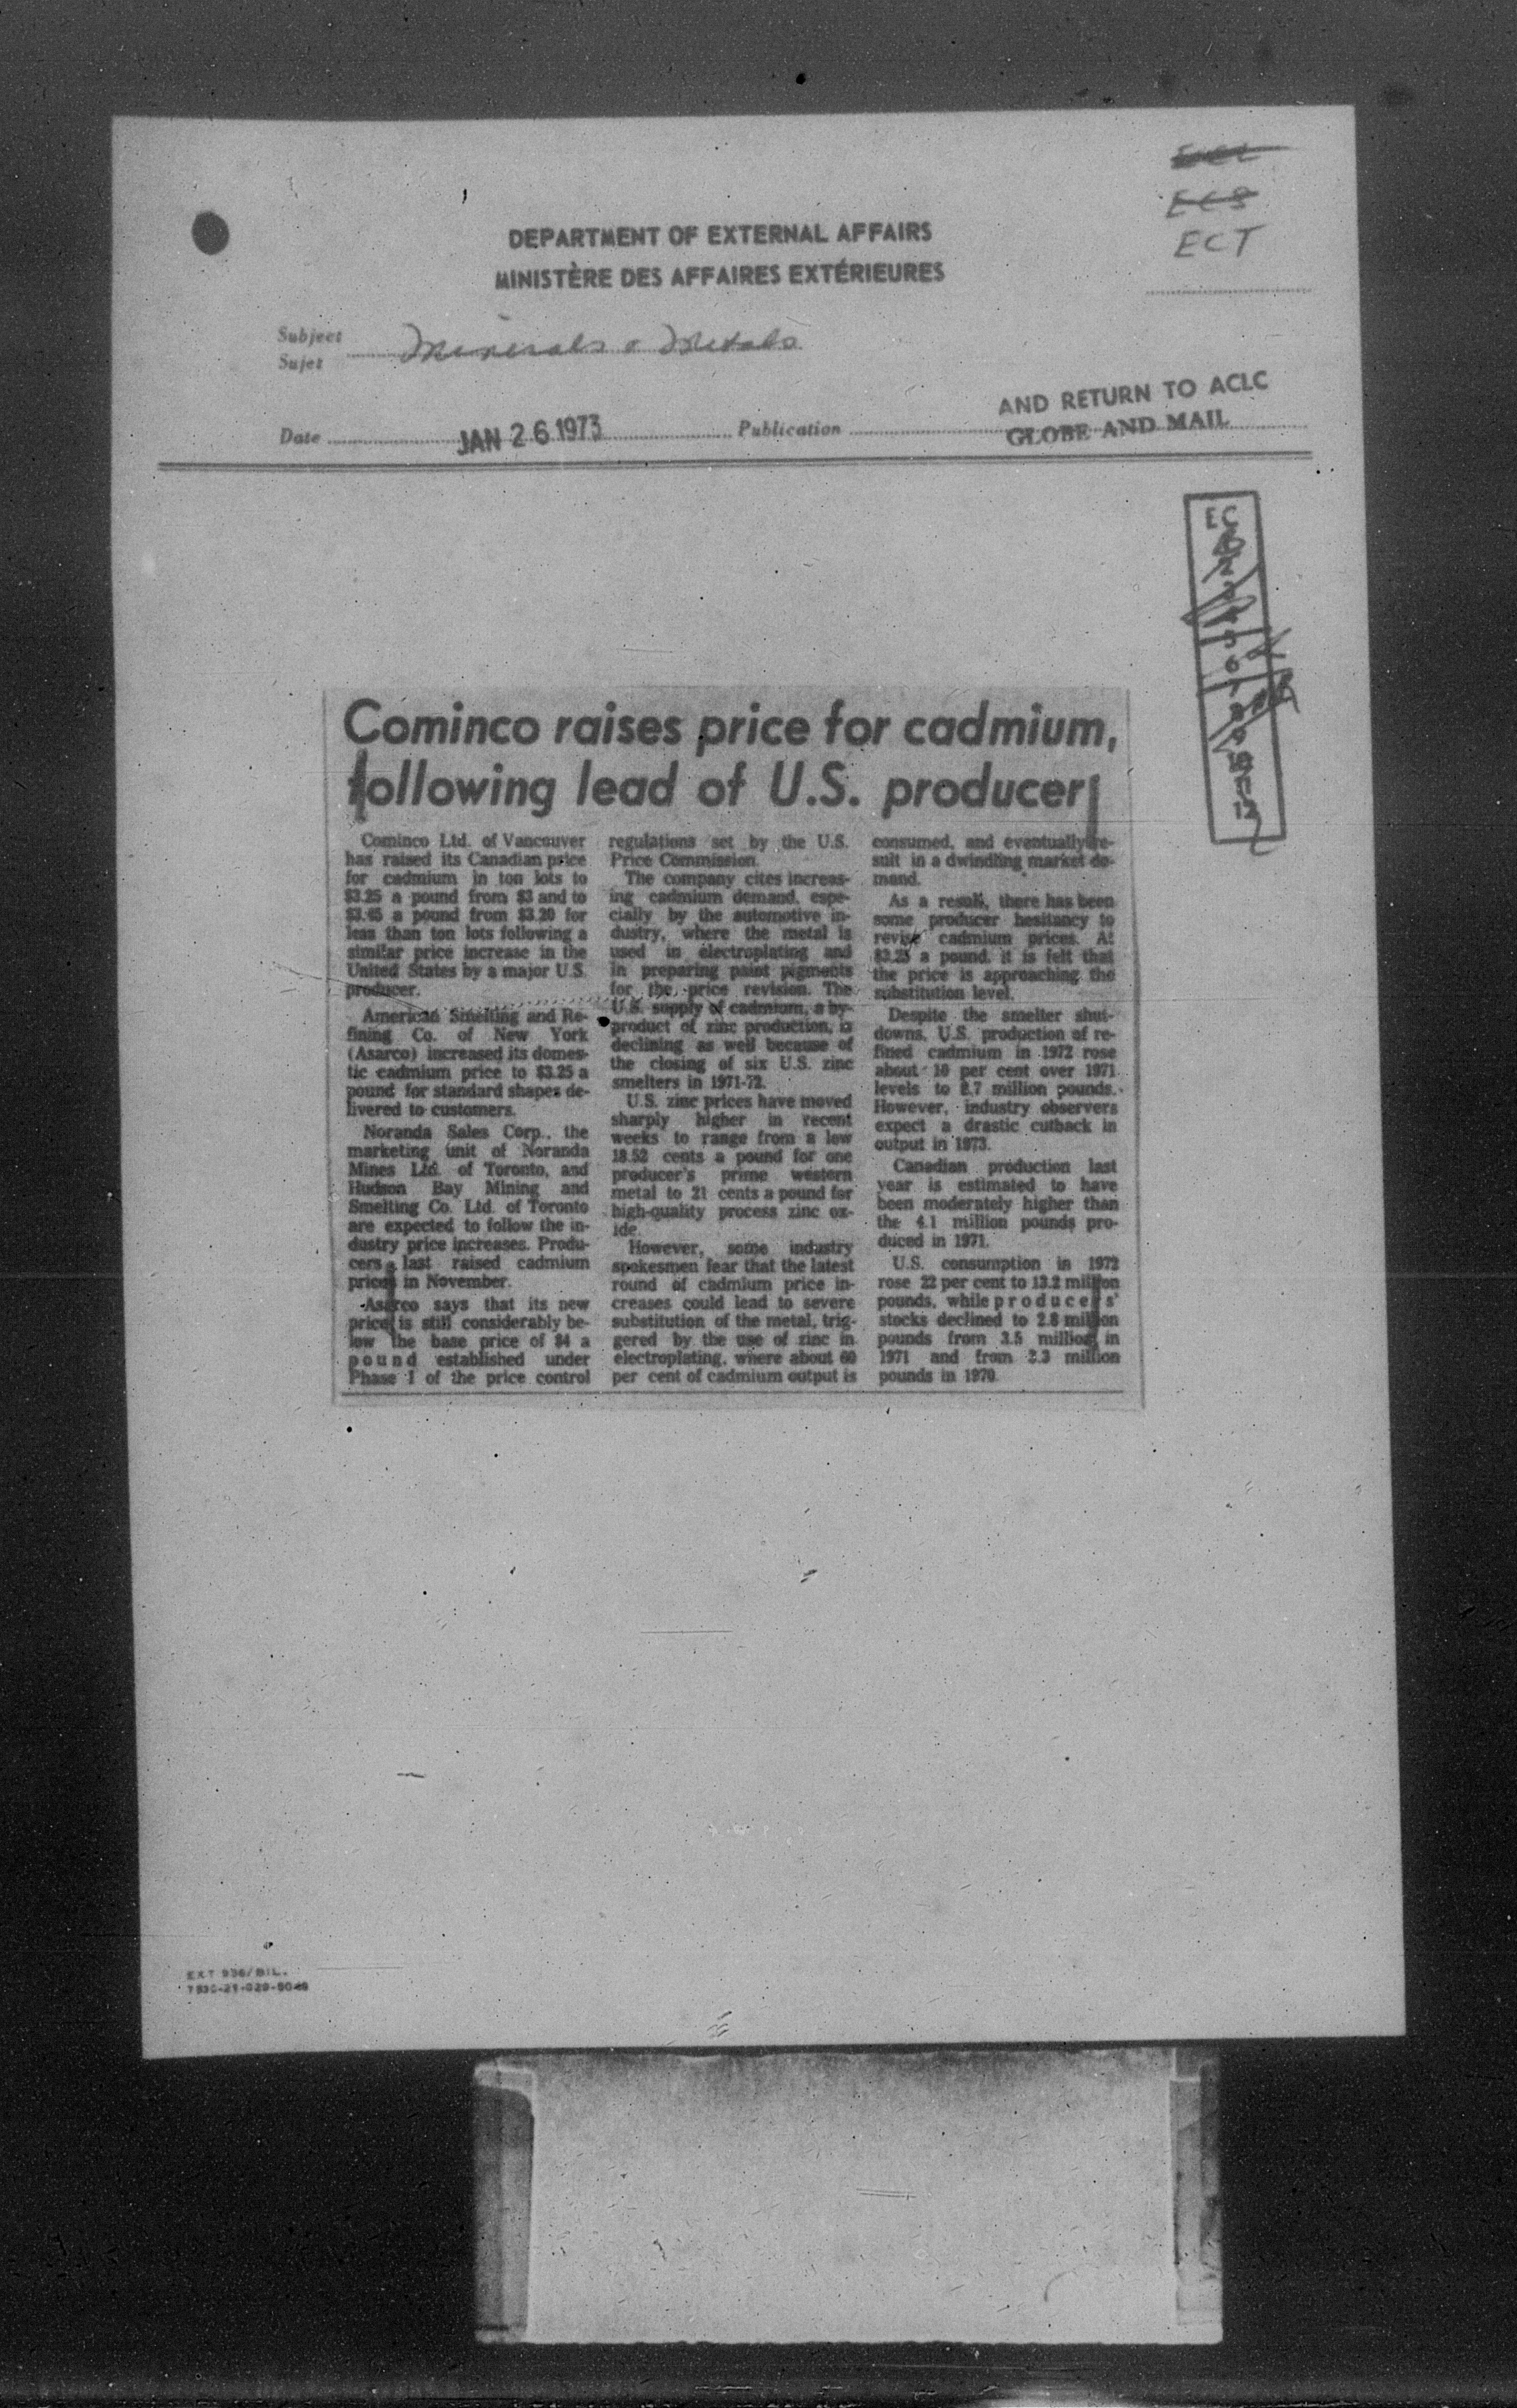 ECS
ECT
DEPARTMENT OF EXTERNAL AFFAIRS
MINISTÈRE DES AFFAIRES EXTÉRIEURES
Subject
Sujet Minerals & Metals
AND RETURN TO ACLC
Date JAN 26 1973 Publication GLOBE AND MAIL
EC
Cominco raises price for cadmium,
following lead of U.S. producer
Cominco Ltd. of Vancouver
has raised its Canadian price
for cadmium in ton lots to
$3.25 a pound from $3 and to
$3.45 a pound from $3.20 for
less than ton lots following a
similar price increase in the
United States by a major U.S.
producer.
American Smelting and Re-
fining Co. of New York
(Asarco) increased its domes-
tic cadmium price to $3.25 a
pound for standard shapes de-
livered to customers.
Noranda Sales Corp., the
marketing unit of Noranda
Mines Ltd. of Toronto, and
Hudson Bay Mining and
Smelting Co. Ltd. of Toronto
are expected to follow the in-
dustry price increases. Produ-
cers last raised cadmium
prices in November.
Asarco says that its new
price is still considerably be-
low the base price of $4 a
pound established under
Phase 1 of the price control
regulations set by the U.S.
Price Commission.
The company cites increas-
ing cadmium demand, espe-
cially by the automotive in-
dustry, where the metal is
used in electroplating and
in preparing paint pigments
for the price revision. The
U.S. supply of cadmium, a by-
product of zinc production, is
declining as well because of
the closing of six U.S. zinc
smelters in 1971-72.
U.S. zinc prices have moved
sharply higher in recent
weeks to range from a low
18.52 cents a pound for one
producer's prime western
metal to 21 cents a pound for
high-quality process zinc ox-
ide.
However, some industry
spokesmen fear that the latest
round of cadmium price in-
creases could lead to severe
substitution of the metal, trig-
gered by the use of zinc in
electroplating, where about 60
per cent of cadmium output is
consumed, and eventually re-
sult in a dwindling market de-
mand.
As a result, there has been
some producer hesitancy to
revise cadmium prices. At
$3.25 a pound, it is felt that
the price is approaching the
substitution level.
Despite the smelter shut-
downs, U.S. production of re-
fined cadmium in 1972 rose
about 10 per cent over 1971
levels to 8.7 million pounds.
However, industry observers
expect a drastic cutback in
output in 1973.
Canadian production last
year is estimated to have
been moderately higher than
the 4.1 million pounds pro-
duced in 1971.
U.S. consumption in 1972
rose 22 per cent to 13.2 million
pounds, while producers'
stocks declined to 2.8 million
pounds from 3.5 million in
1971 and from 2.3 million
pounds in 1970.
EXT 936/BIL.